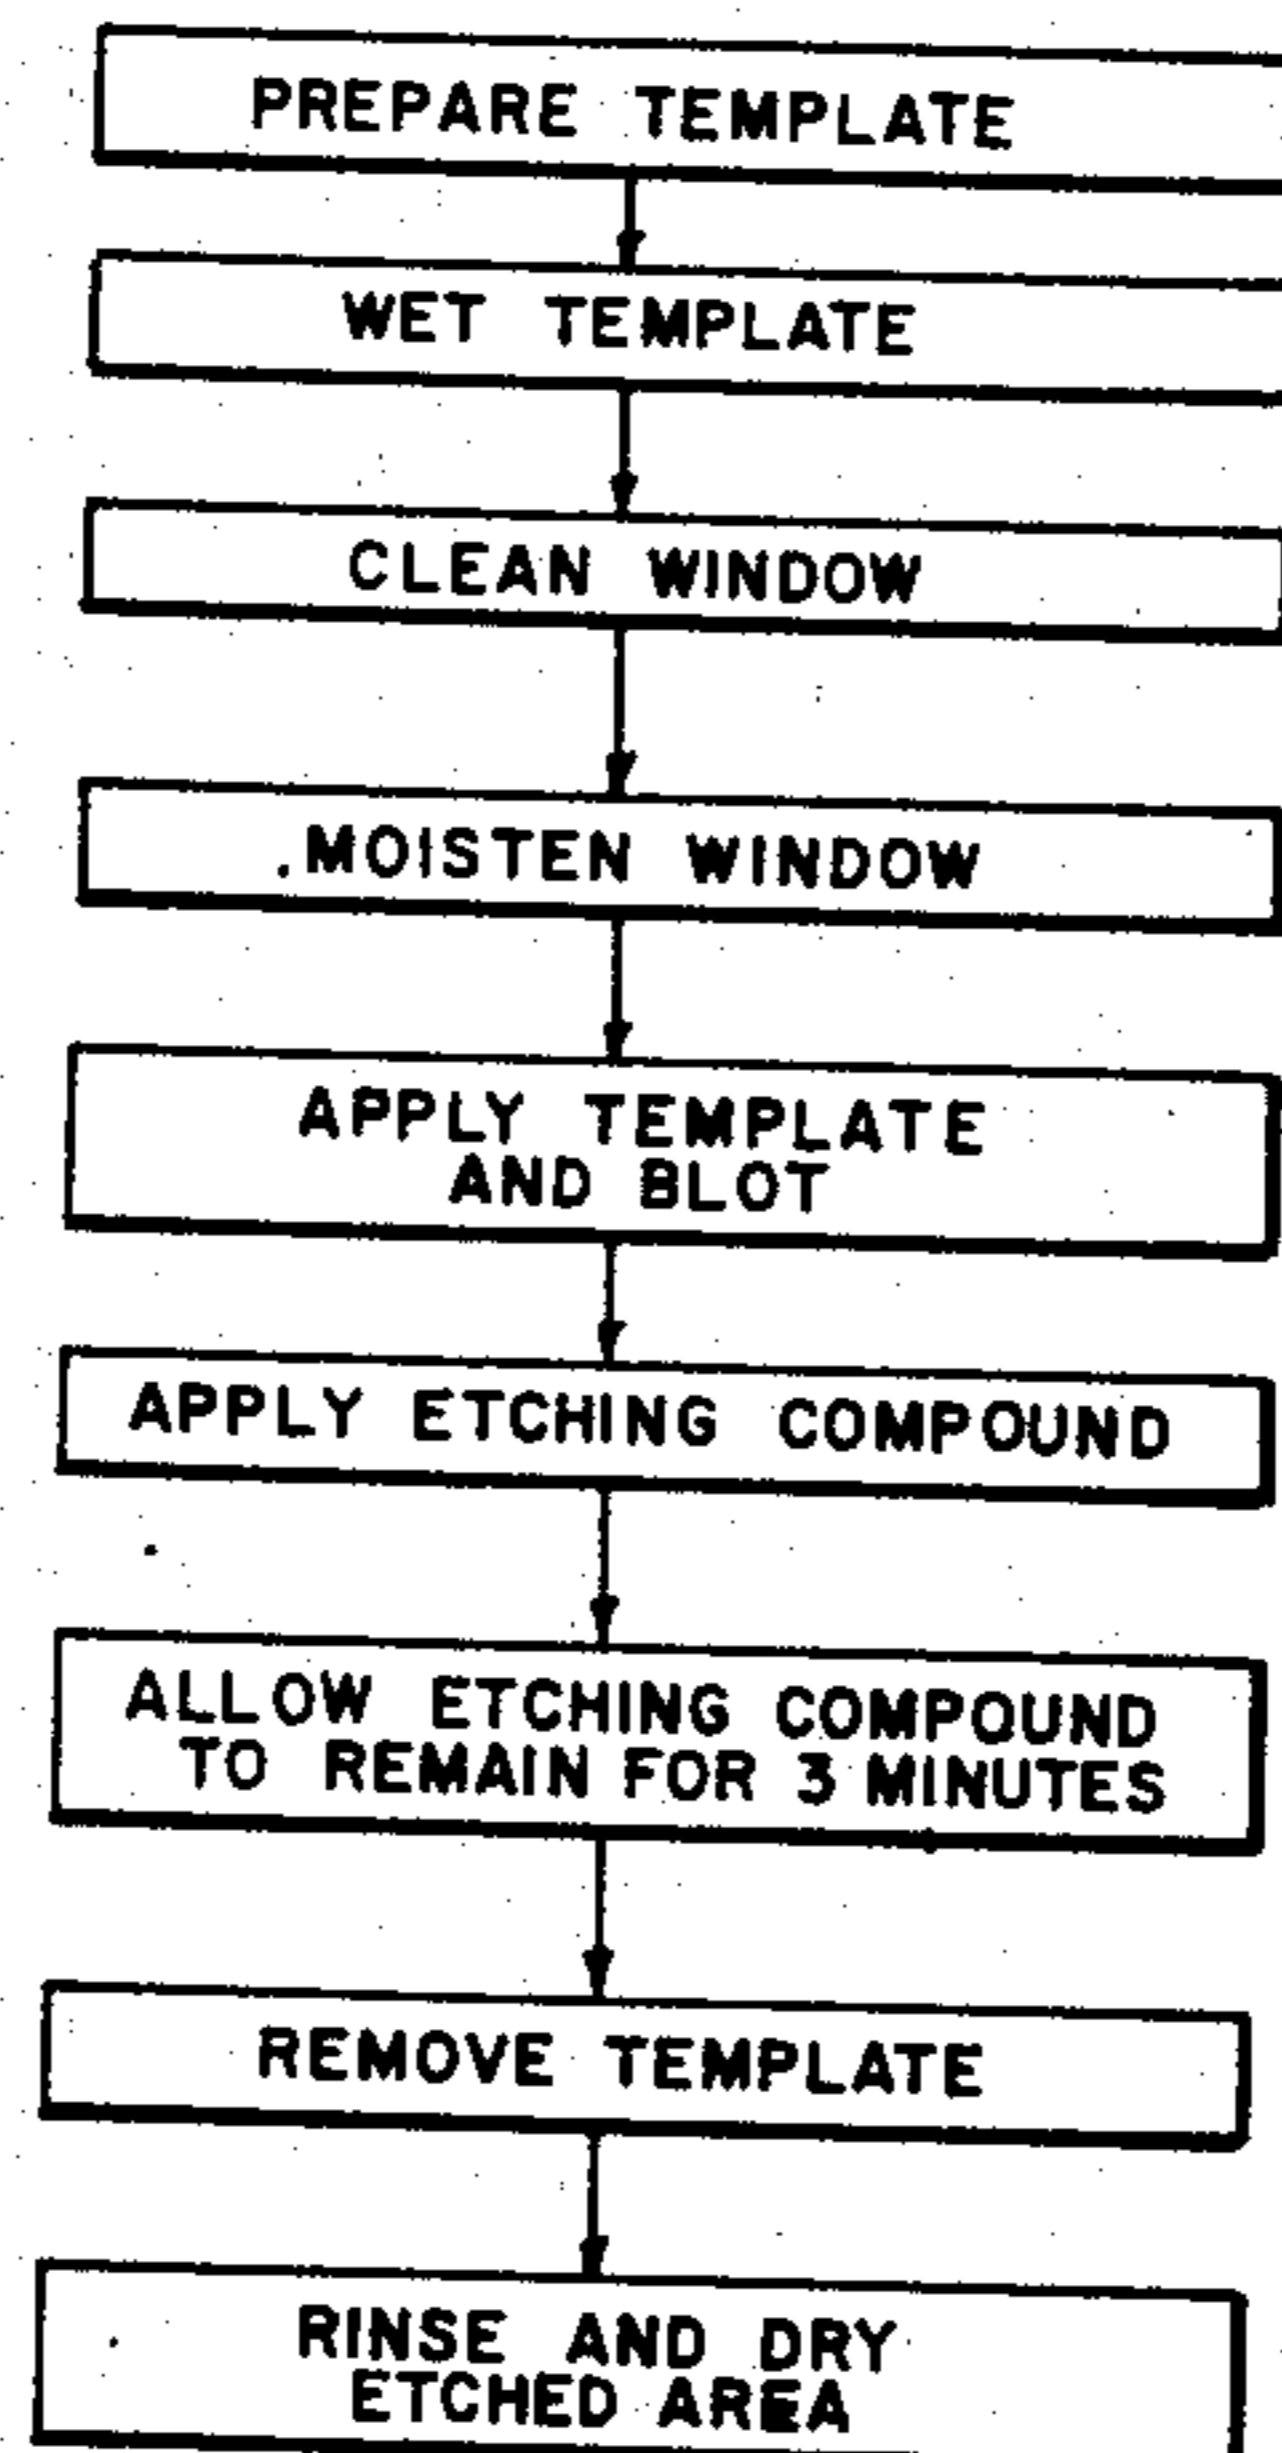 PREPARE TEMPLATE
WET TEMPLATE
CLEAN WINDOW
MOISTEN WINDOW
APPLY TEMPLATE
AND BLOT
APPLY ETCHING COMPOUND
ALLOW ETCHING COMPOUND
TO REMAIN FOR 3 MINUTES
REMOVE TEMPLATE
RINSE AND DRY
ETCHED AREA